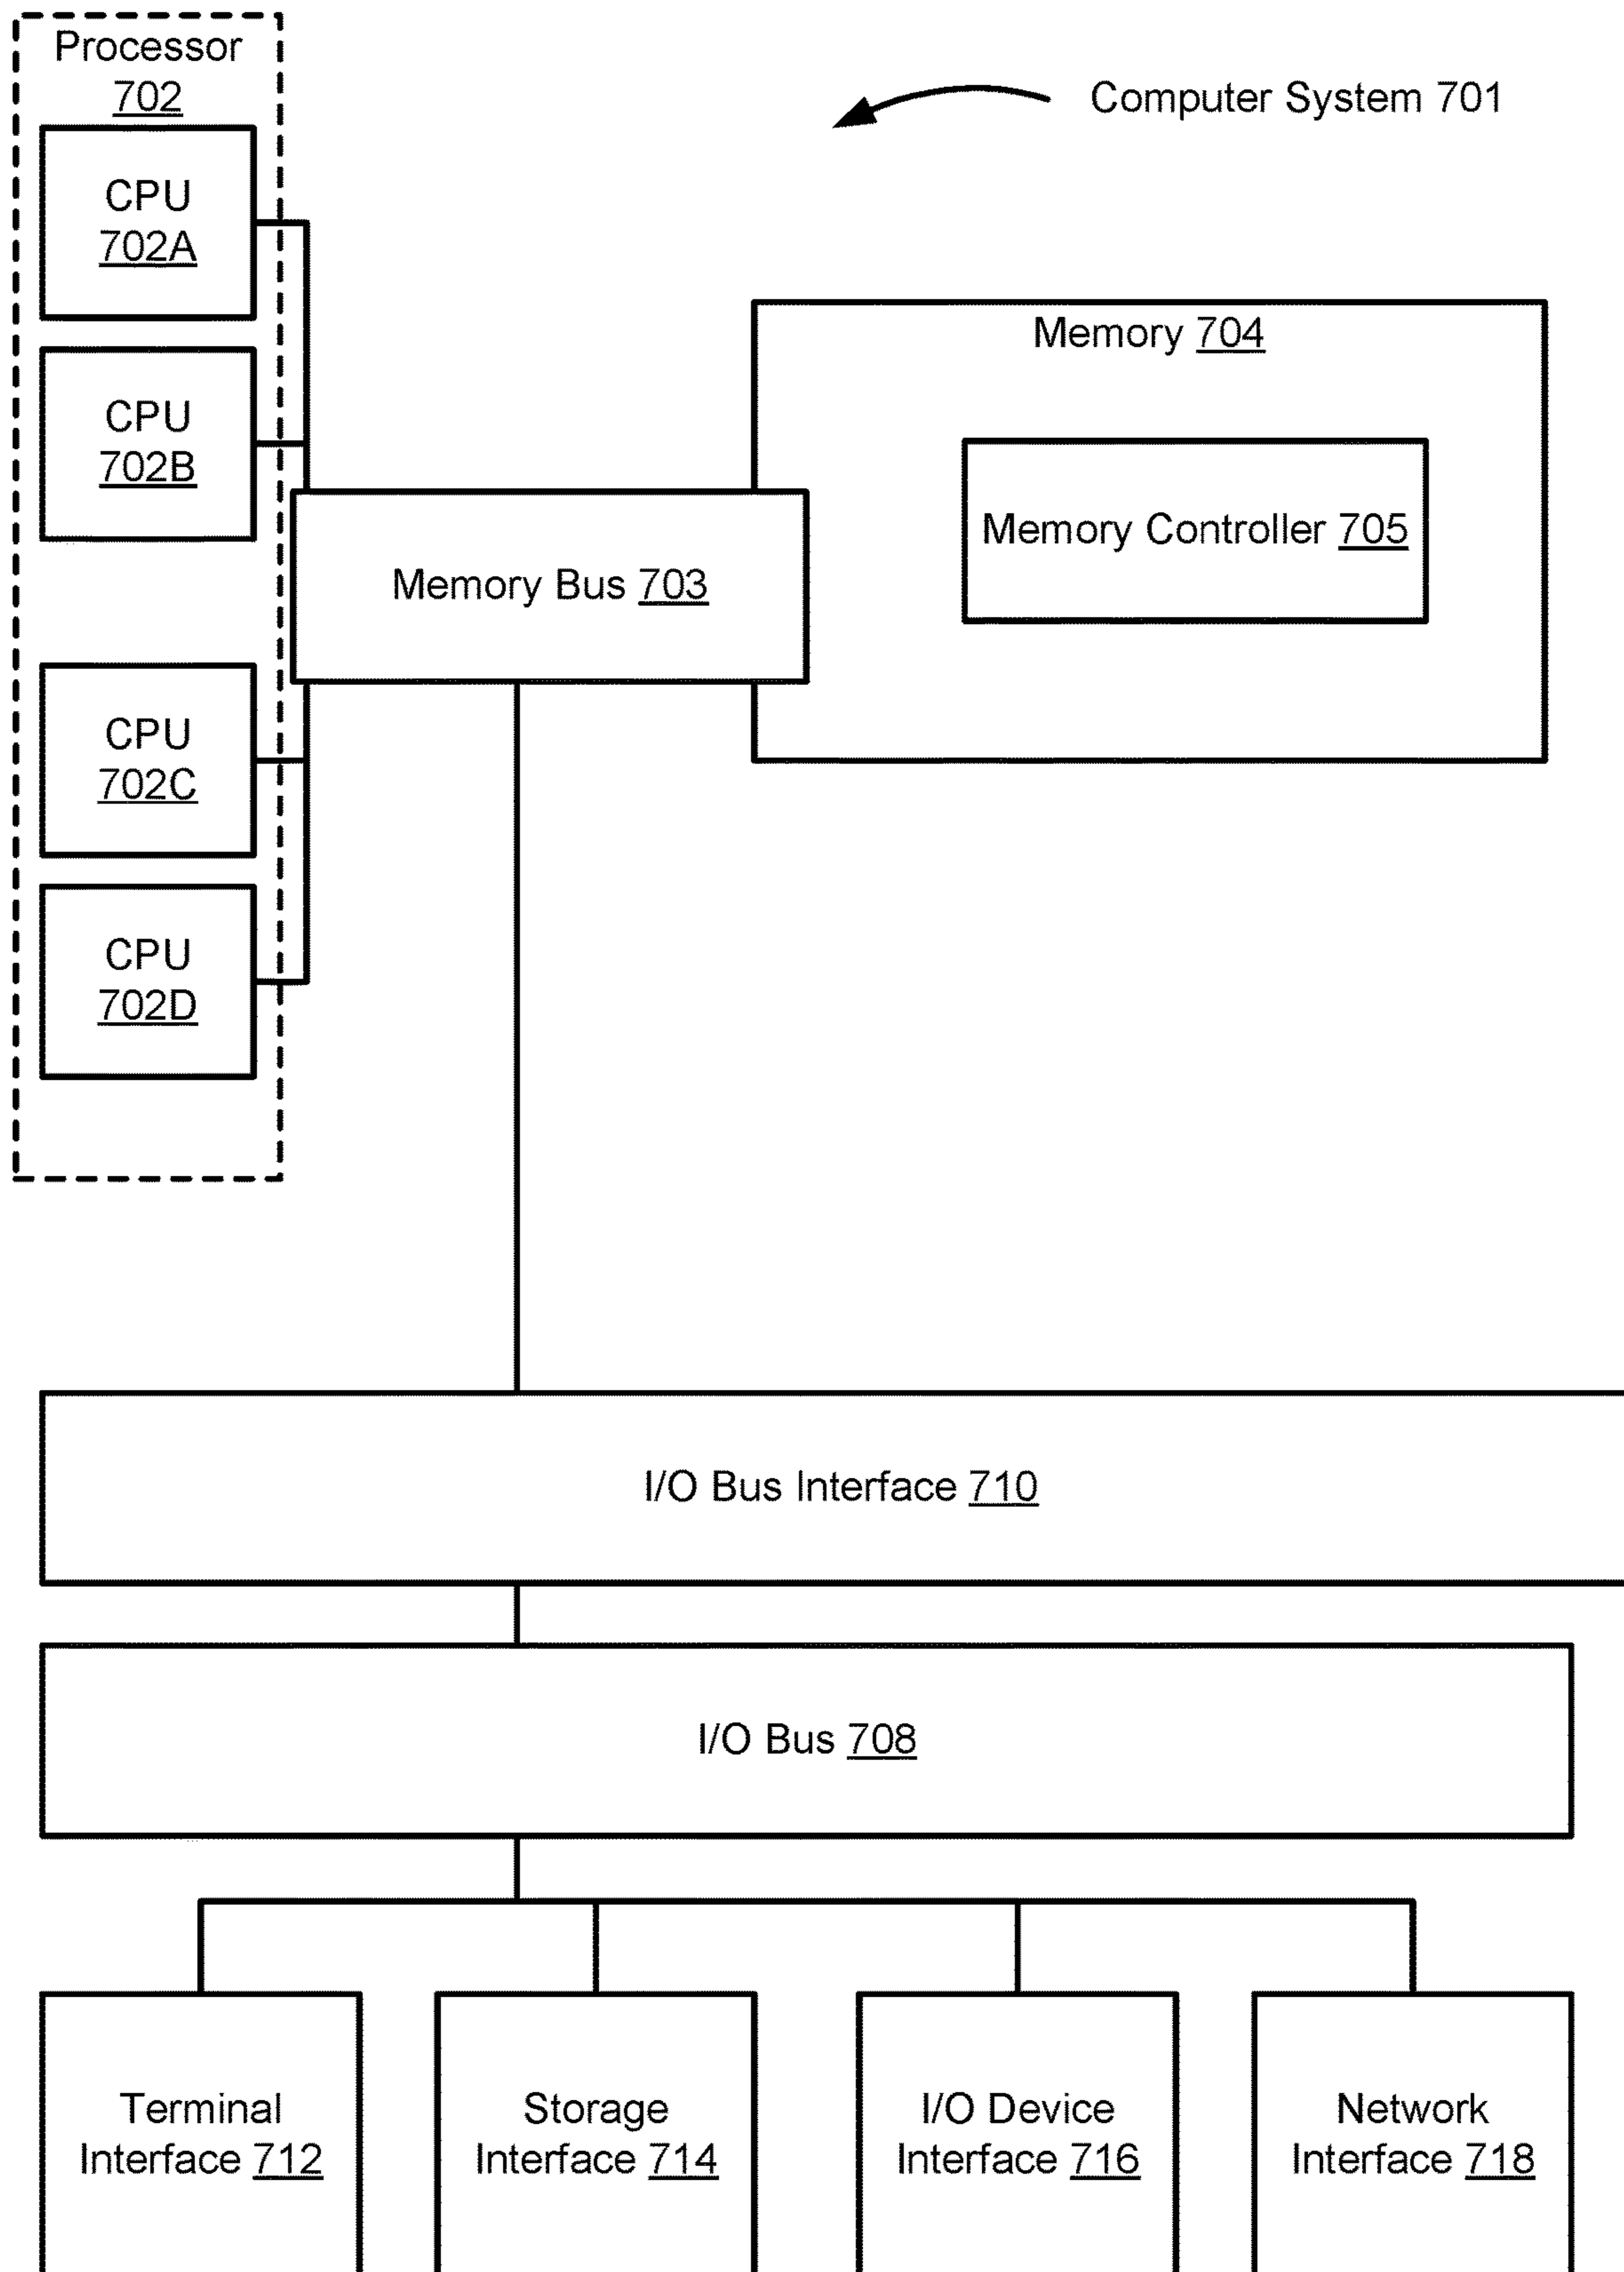 Processor
702
Computer System 701
CPU
702A
CPU
702B
Memory 704
Memory Controller 705
Memory Bus 703
CPU
702C
CPU
702D
I/O Bus Interface 710
I/O Bus 708
Terminal
Interface 712
Storage
Interface 714
I/O Device
Interface 716
Network
Interface 718